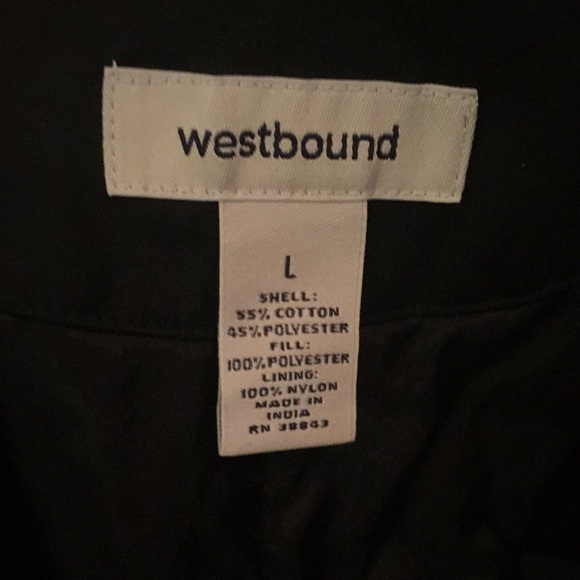 westbound
L
SHELL:
55% COTTON
45% POLYESTER
FILL:
100% POLYESTER
LINING:
100% NYLON
MADE IN
INDIA
RN 38843